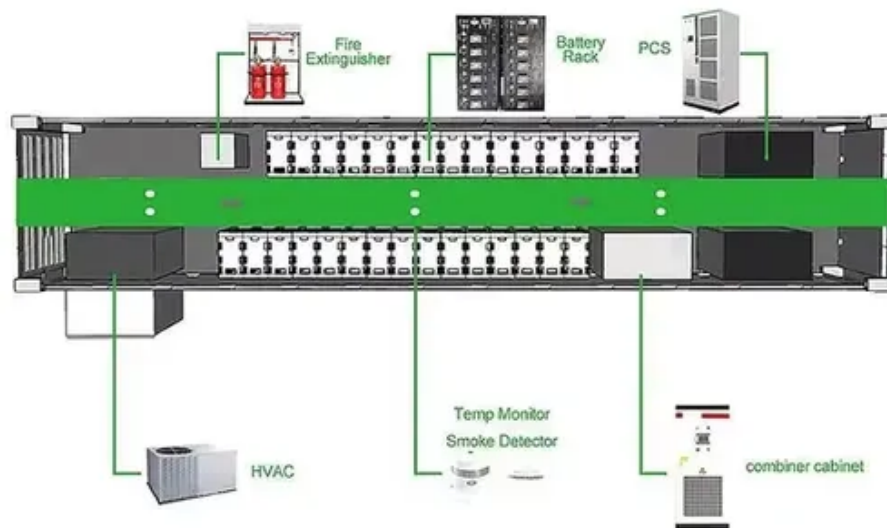 Fire
Extinguisher
Battery
Rack
PCS
HVAC
Temp Monitor
Smoke Detector
combiner cabinet